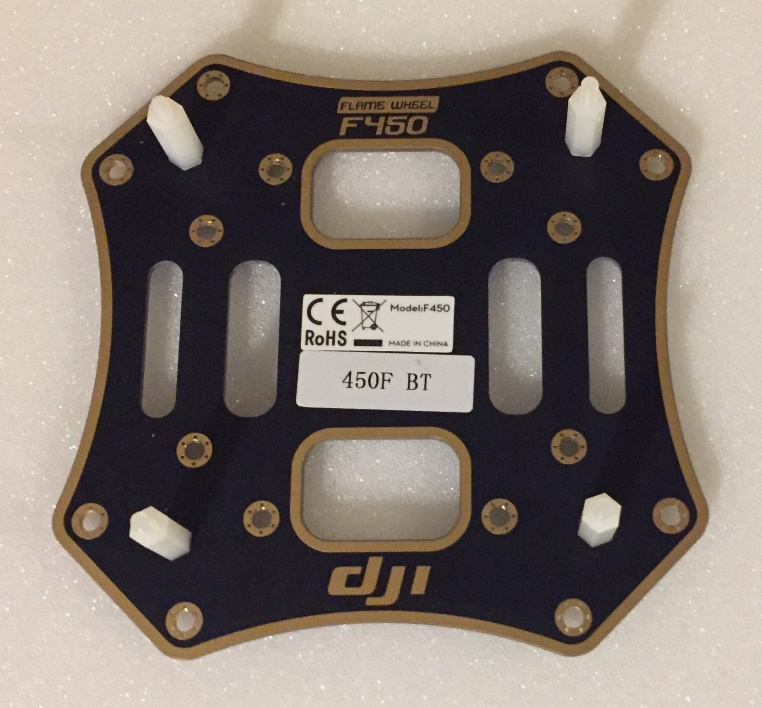 FLAME WHEEL
F450
CE Model:F450
RoHS MADE IN CHINA
450F BT
dji